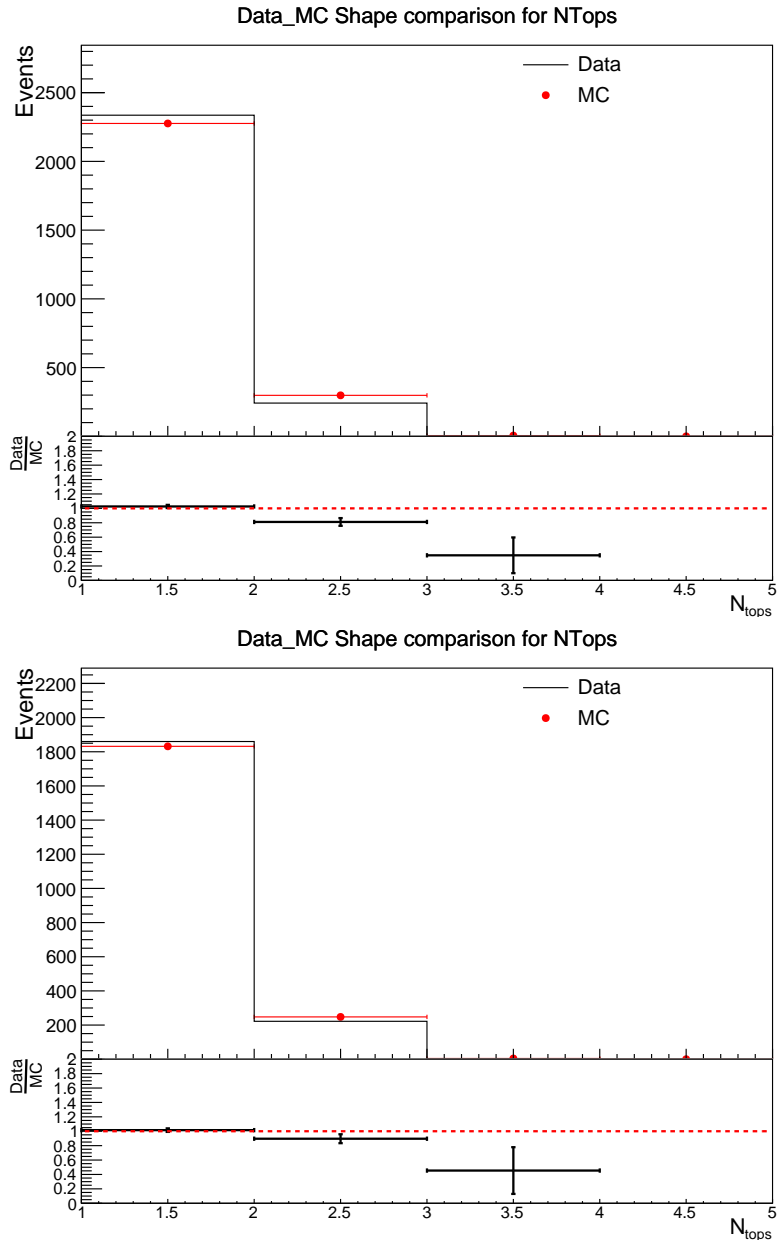 Data_MC Shape comparison for NTops
Events
Data
MC
2500
2000
1500
1000
500
Data
MC
2
1.8
1.6
1.4
1.2
1
0.8
0.6
0.4
0.2
0
1 1.5 2 2.5 3 3.5 4 4.5 5
N_tops
Data_MC Shape comparison for NTops
Events
Data
MC
2200
2000
1800
1600
1400
1200
1000
800
600
400
200
Data
MC
2
1.8
1.6
1.4
1.2
1
0.8
0.6
0.4
0.2
0
1 1.5 2 2.5 3 3.5 4 4.5 5
N_tops